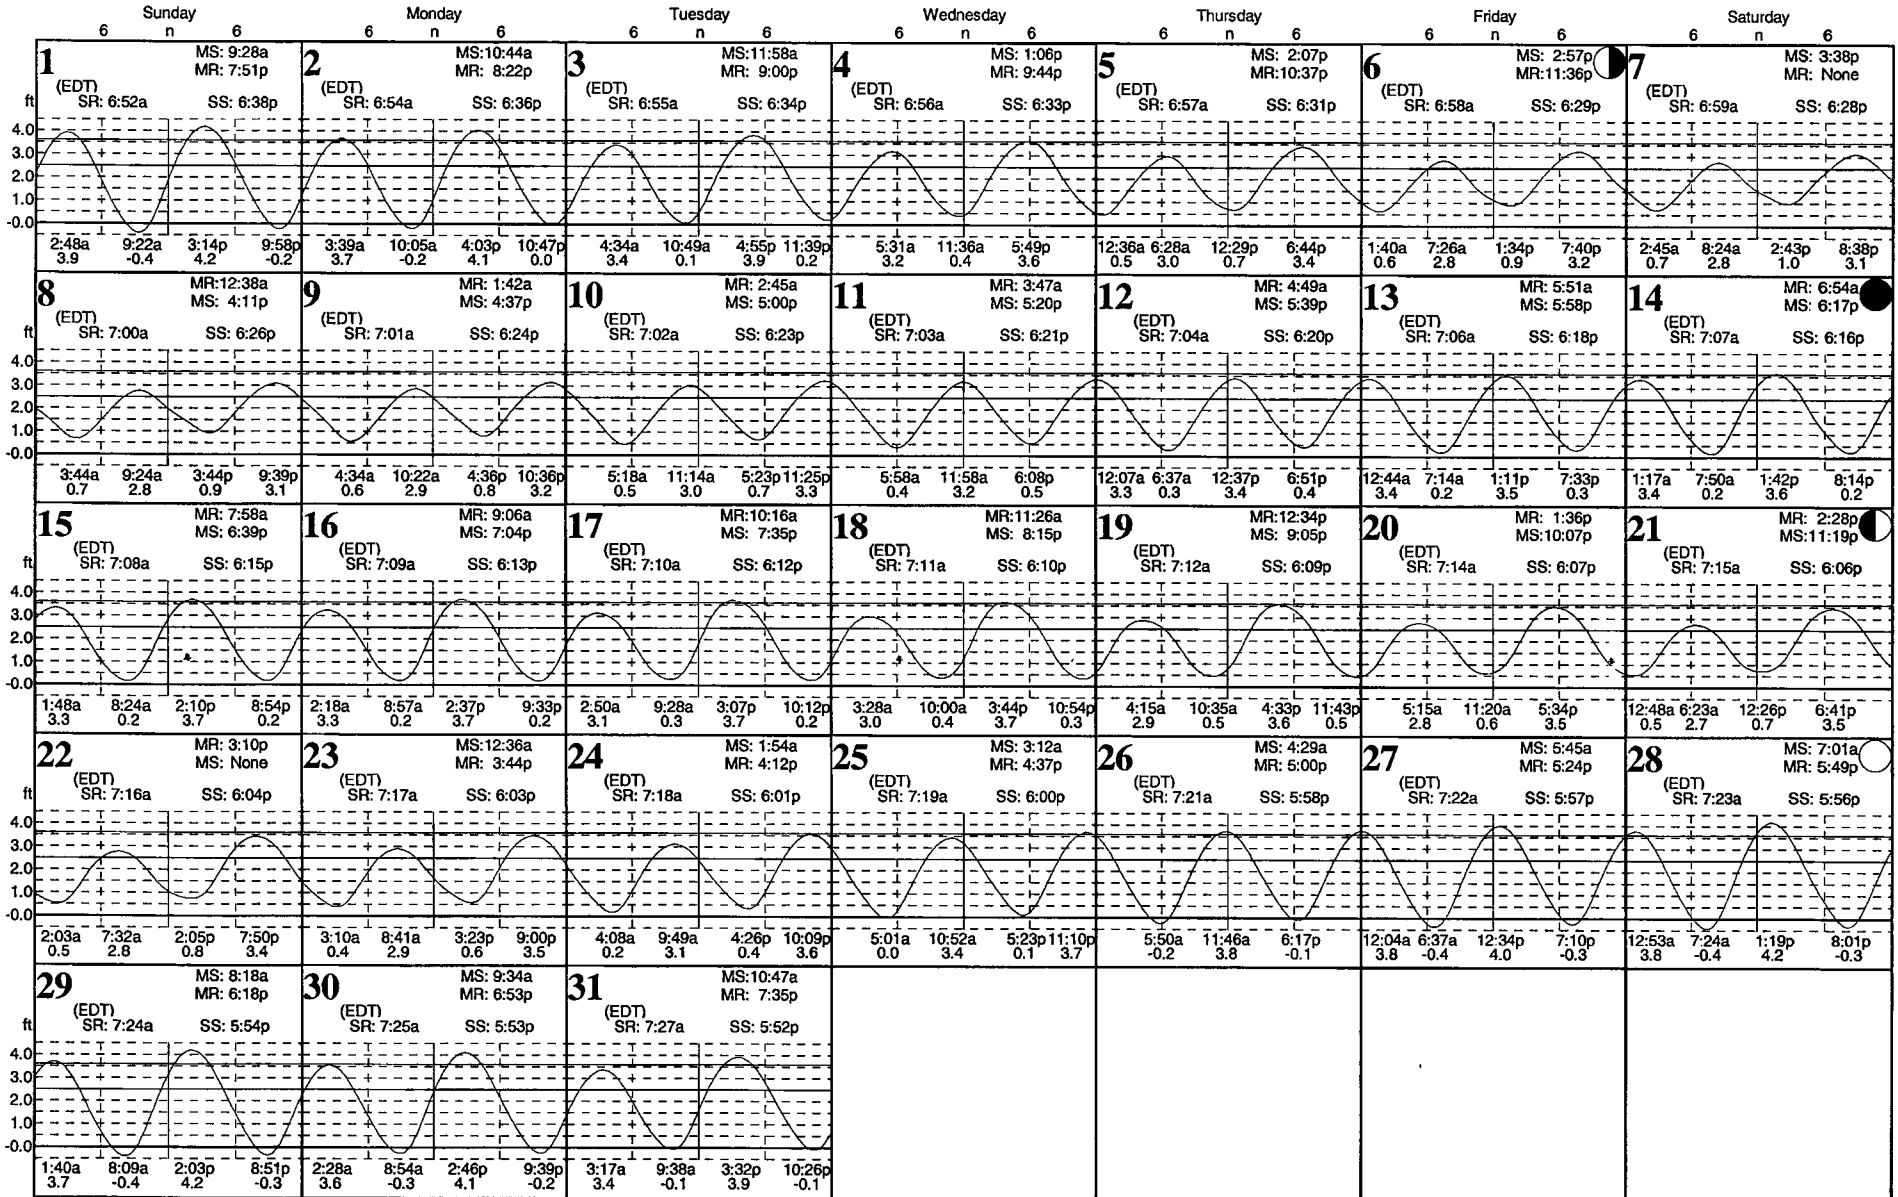 Sunday Monday Tuesday Wednesday Thursday Friday Saturday
6 n 6 6 n 6 6 n 6 6 n 6 6 n 6 6 n 6 6 n 6
1 MS: 9:28a 2 MS:10:44a 3 MS:11:58a 4 MS: 1:06p 5 MS: 2:07p 6 MS: 2:57p 7 MS: 3:38p
MR: 7:51p MR: 8:22p MR: 9:00p MR: 9:44p MR:10:37p MR:11:36p MR: None
(EDT) (EDT) (EDT) (EDT) (EDT) (EDT) (EDT)
ft SR: 6:52a SS: 6:38p SR: 6:54a SS: 6:36p SR: 6:55a SS: 6:34p SR: 6:56a SS: 6:33p SR: 6:57a SS: 6:31p SR: 6:58a SS: 6:29p SR: 6:59a SS: 6:28p
4.0
3.0
2.0
1.0
-0.0
2:48a 9:22a 3:14p 9:58p 3:39a 10:05a 4:03p 10:47p 4:34a 10:49a 4:55p 11:39p 5:31a 11:36a 5:49p 12:36a 6:28a 12:29p 6:44p 1:40a 7:26a 1:34p 7:40p 2:45a 8:24a 2:43p 8:38p
3.9 -0.4 4.2 -0.2 3.7 -0.2 4.1 0.0 3.4 0.1 3.9 0.2 3.2 0.4 3.6 0.5 3.0 0.7 3.4 0.6 2.8 0.9 3.2 0.7 2.8 1.0 3.1
8 MR:12:38a 9 MR: 1:42a 10 MR: 2:45a 11 MR: 3:47a 12 MR: 4:49a 13 MR: 5:51a 14 MR: 6:54a
MS: 4:11p MS: 4:37p MS: 5:00p MS: 5:20p MS: 5:39p MS: 5:58p MS: 6:17p
(EDT) (EDT) (EDT) (EDT) (EDT) (EDT) (EDT)
ft SR: 7:00a SS: 6:26p SR: 7:01a SS: 6:24p SR: 7:02a SS: 6:23p SR: 7:03a SS: 6:21p SR: 7:04a SS: 6:20p SR: 7:06a SS: 6:18p SR: 7:07a SS: 6:16p
4.0
3.0
2.0
1.0
-0.0
3:44a 9:24a 3:44p 9:39p 4:34a 10:22a 4:36p 10:36p 5:18a 11:14a 5:23p 11:25p 5:58a 11:58a 6:08p 12:07a 6:37a 12:37p 6:51p 12:44a 7:14a 1:11p 7:33p 1:17a 7:50a 1:42p 8:14p
0.7 2.8 0.9 3.1 0.6 2.9 0.8 3.2 0.5 3.0 0.7 3.3 0.4 3.2 0.5 3.3 0.3 3.4 0.4 3.4 0.2 3.5 0.3 3.4 0.2 3.6 0.2
15 MR: 7:58a 16 MR: 9:06a 17 MR:10:16a 18 MR:11:26a 19 MR:12:34p 20 MR: 1:36p 21 MR: 2:28p
MS: 6:39p MS: 7:04p MS: 7:35p MS: 8:15p MS: 9:05p MS:10:07p MS:11:19p
(EDT) (EDT) (EDT) (EDT) (EDT) (EDT) (EDT)
ft SR: 7:08a SS: 6:15p SR: 7:09a SS: 6:13p SR: 7:10a SS: 6:12p SR: 7:11a SS: 6:10p SR: 7:12a SS: 6:09p SR: 7:14a SS: 6:07p SR: 7:15a SS: 6:06p
4.0
3.0
2.0
1.0
-0.0
1:48a 8:24a 2:10p 8:54p 2:18a 8:57a 2:37p 9:33p 2:50a 9:28a 3:07p 10:12p 3:28a 10:00a 3:44p 10:54p 4:15a 10:35a 4:33p 11:43p 5:15a 11:20a 5:34p 12:48a 6:23a 12:26p 6:41p
3.3 0.2 3.7 0.2 3.3 0.2 3.7 0.2 3.1 0.3 3.7 0.2 3.0 0.4 3.7 0.3 2.9 0.5 3.6 0.5 2.8 0.6 3.5 0.5 2.7 0.7 3.5
22 MR: 3:10p 23 MS:12:36a 24 MS: 1:54a 25 MS: 3:12a 26 MS: 4:29a 27 MS: 5:45a 28 MS: 7:01a
MS: None MR: 3:44p MR: 4:12p MR: 4:37p MR: 5:00p MR: 5:24p MR: 5:49p
(EDT) (EDT) (EDT) (EDT) (EDT) (EDT) (EDT)
ft SR: 7:16a SS: 6:04p SR: 7:17a SS: 6:03p SR: 7:18a SS: 6:01p SR: 7:19a SS: 6:00p SR: 7:21a SS: 5:58p SR: 7:22a SS: 5:57p SR: 7:23a SS: 5:56p
4.0
3.0
2.0
1.0
-0.0
2:03a 7:32a 2:05p 7:50p 3:10a 8:41a 3:23p 9:00p 4:08a 9:49a 4:26p 10:09p 5:01a 10:52a 5:23p 11:10p 5:50a 11:46a 6:17p 12:04a 6:37a 12:34p 7:10p 12:53a 7:24a 1:19p 8:01p
0.5 2.8 0.8 3.4 0.4 2.9 0.6 3.5 0.2 3.1 0.4 3.6 0.0 3.4 0.1 3.7 -0.2 3.8 -0.1 3.8 -0.4 4.0 -0.3 3.8 -0.4 4.2 -0.3
29 MS: 8:18a 30 MS: 9:34a 31 MS:10:47a
MR: 6:18p MR: 6:53p MR: 7:35p
(EDT) (EDT) (EDT)
ft SR: 7:24a SS: 5:54p SR: 7:25a SS: 5:53p SR: 7:27a SS: 5:52p
4.0
3.0
2.0
1.0
-0.0
1:40a 8:09a 2:03p 8:51p 2:28a 8:54a 2:46p 9:39p 3:17a 9:38a 3:32p 10:26p
3.7 -0.4 4.2 -0.3 3.6 -0.3 4.1 -0.2 3.4 -0.1 3.9 -0.1